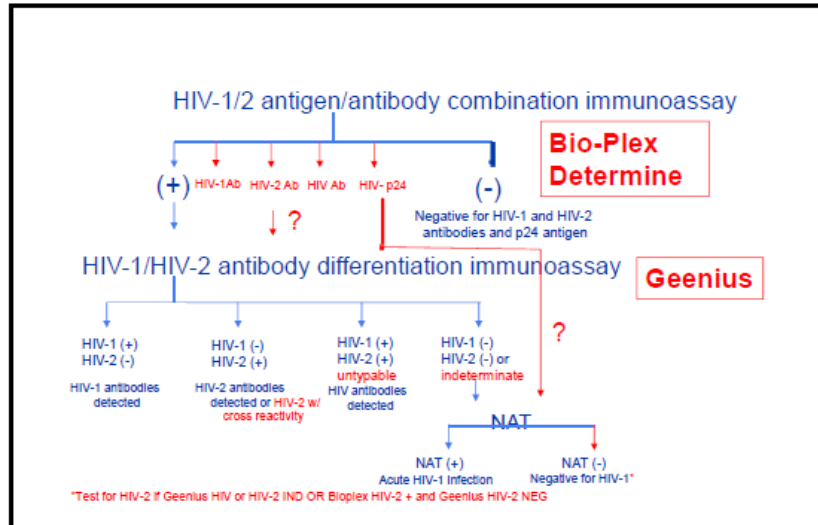 HIV-1/2 antigen/antibody combination immunoassay
Bio-Plex
Determine
(+)
HIV-1Ab
HIV-2 Ab
HIV Ab
HIV- p24
(-)
?
Negative for HIV-1 and HIV-2
antibodies and p24 antigen
HIV-1/HIV-2 antibody differentiation immunoassay
Geenius
?
HIV-1 (+)
HIV-2 (-)
HIV-1 antibodies
detected
HIV-1 (-)
HIV-2 (+)
HIV-2 antibodies
detected or HIV-2 w/
cross reactivity
HIV-1 (+)
HIV-2 (+)
untypable
HIV antibodies
detected
HIV-1 (-)
HIV-2 (-) or
indeterminate
NAT
NAT (+)
Acute HIV-1 Infection
NAT (-)
Negative for HIV-1*
*Test for HIV-2 if Geenius HIV or HIV-2 IND OR Bioplex HIV-2 + and Geenius HIV-2 NEG